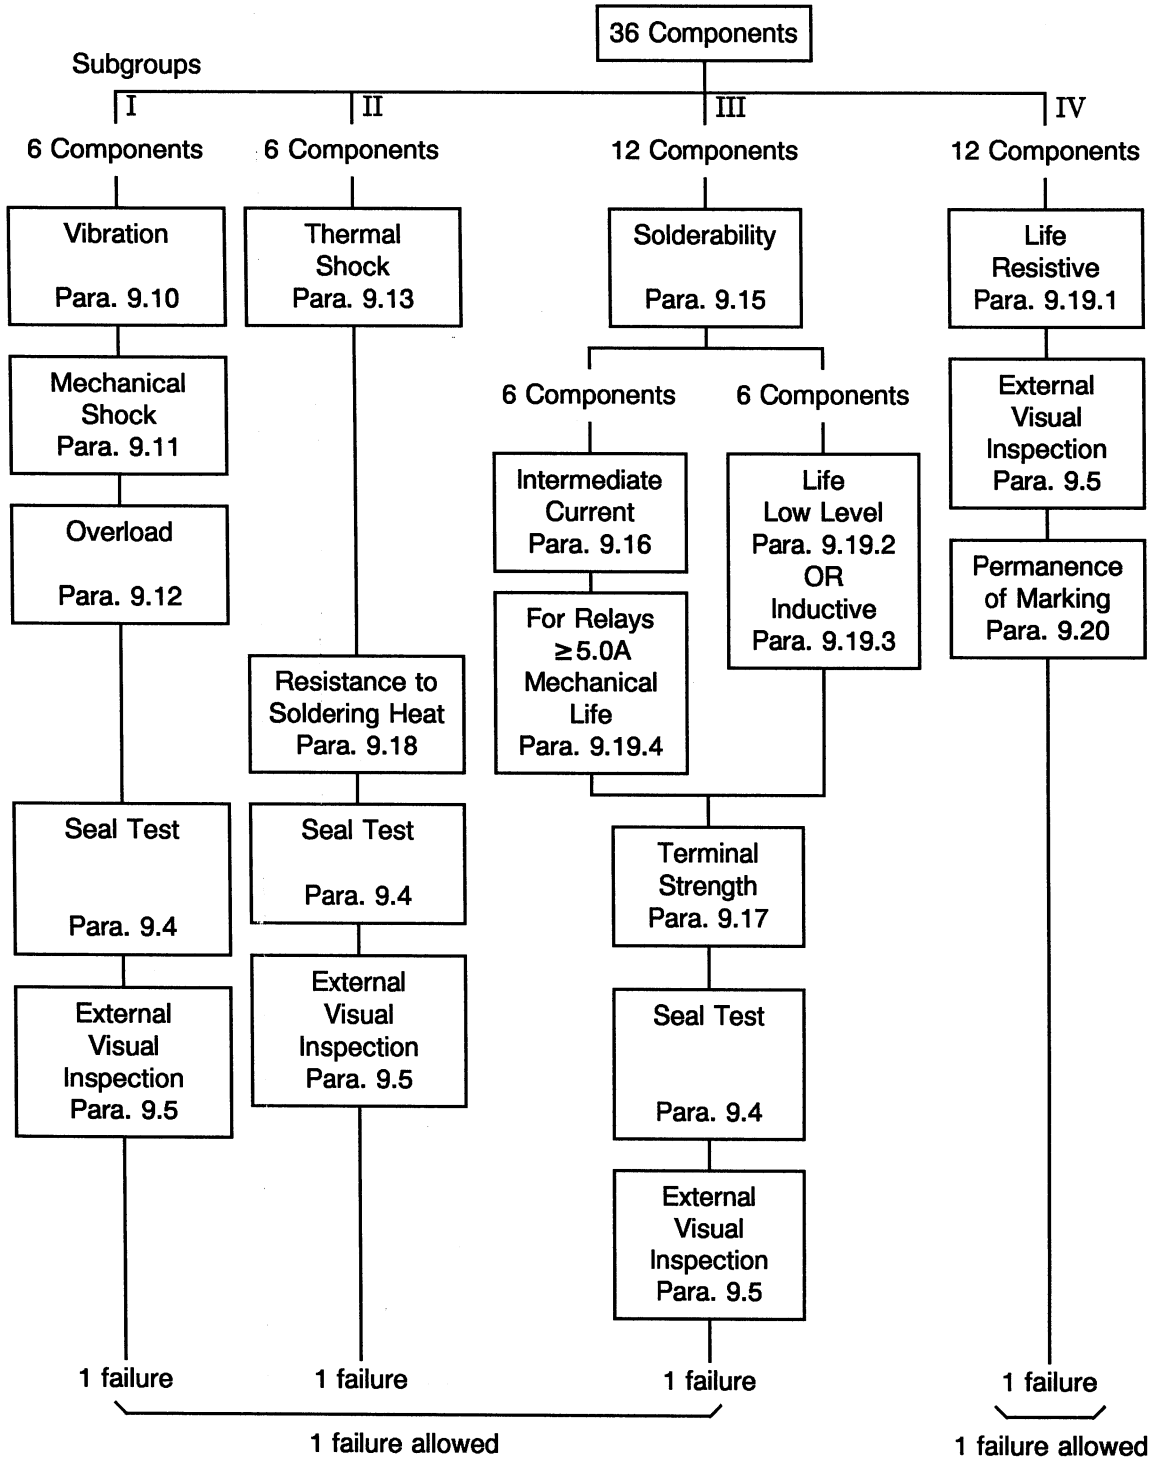 36 Components
Subgroups
I
II
III
IV
6 Components
6 Components
12 Components
12 Components
Vibration
Para. 9.10
Mechanical
Shock
Para. 9.11
Overload
Para. 9.12
Seal Test
Para. 9.4
External
Visual
Inspection
Para. 9.5
1 failure
Thermal
Shock
Para. 9.13
Resistance to
Soldering Heat
Para. 9.18
Seal Test
Para. 9.4
External
Visual
Inspection
Para. 9.5
1 failure
Solderability
Para. 9.15
6 Components
6 Components
Intermediate
Current
Para. 9.16
For Relays
≥5.0A
Mechanical
Life
Para. 9.19.4
Life
Low Level
Para. 9.19.2
OR
Inductive
Para. 9.19.3
Terminal
Strength
Para. 9.17
Seal Test
Para. 9.4
External
Visual
Inspection
Para. 9.5
1 failure
1 failure allowed
Life
Resistive
Para. 9.19.1
External
Visual
Inspection
Para. 9.5
Permanence
of Marking
Para. 9.20
1 failure
1 failure allowed